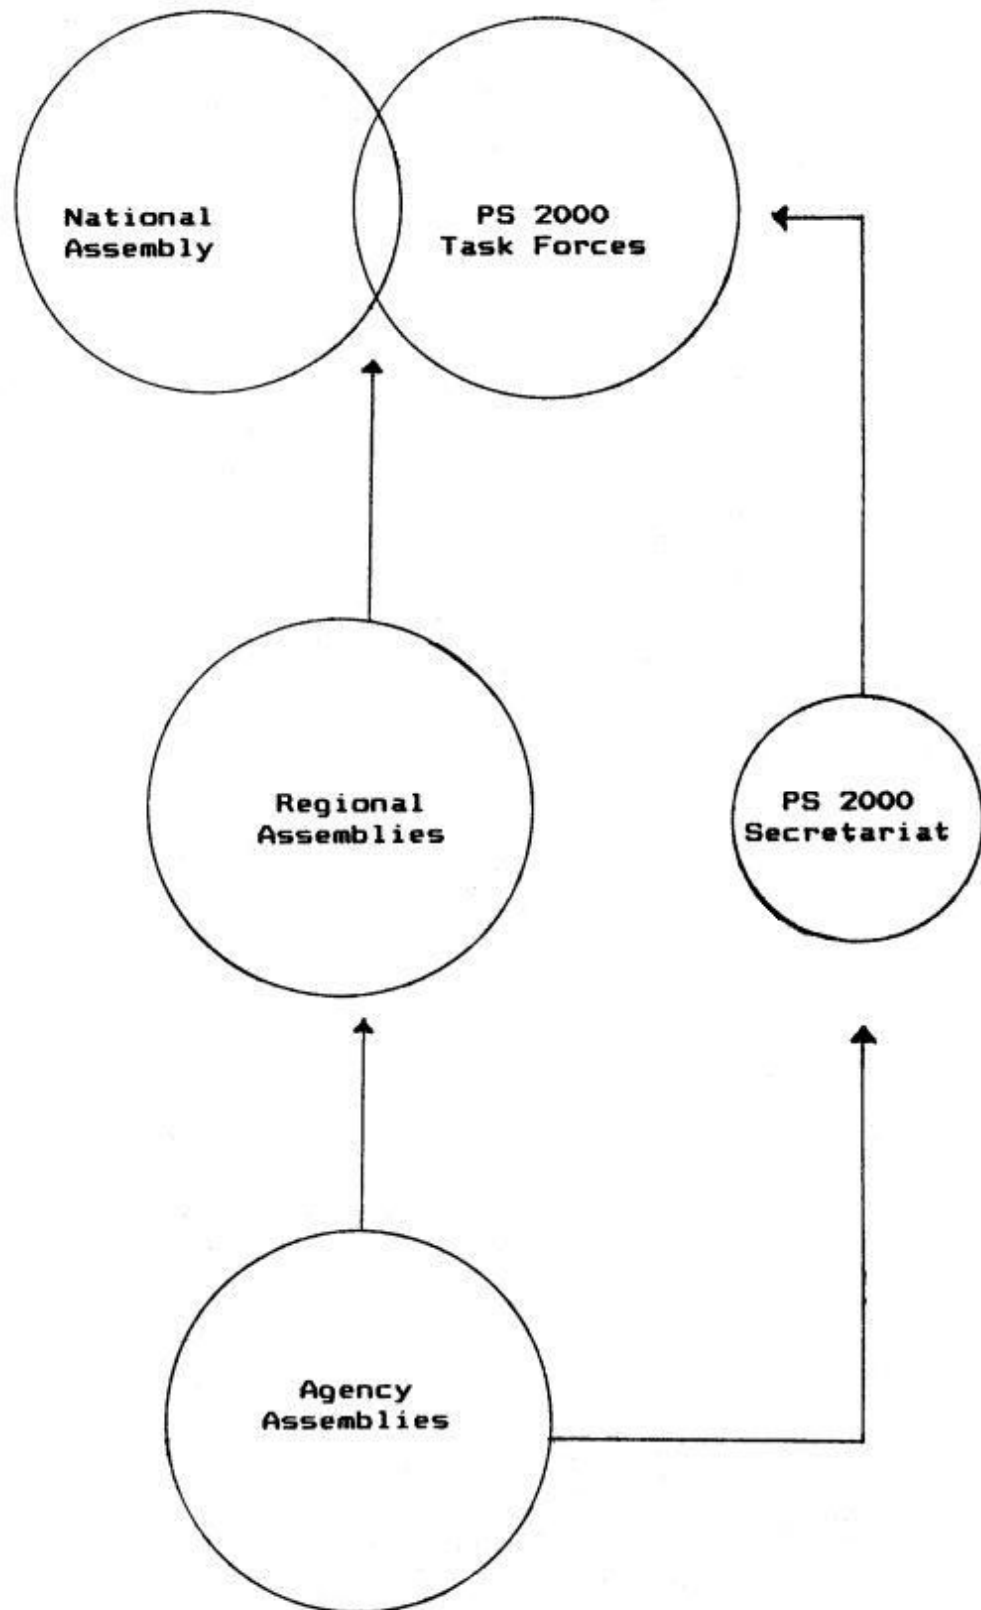 National
Assembly
PS 2000
Task Forces
Regional
Assemblies
PS 2000
Secretariat
Agency
Assemblies